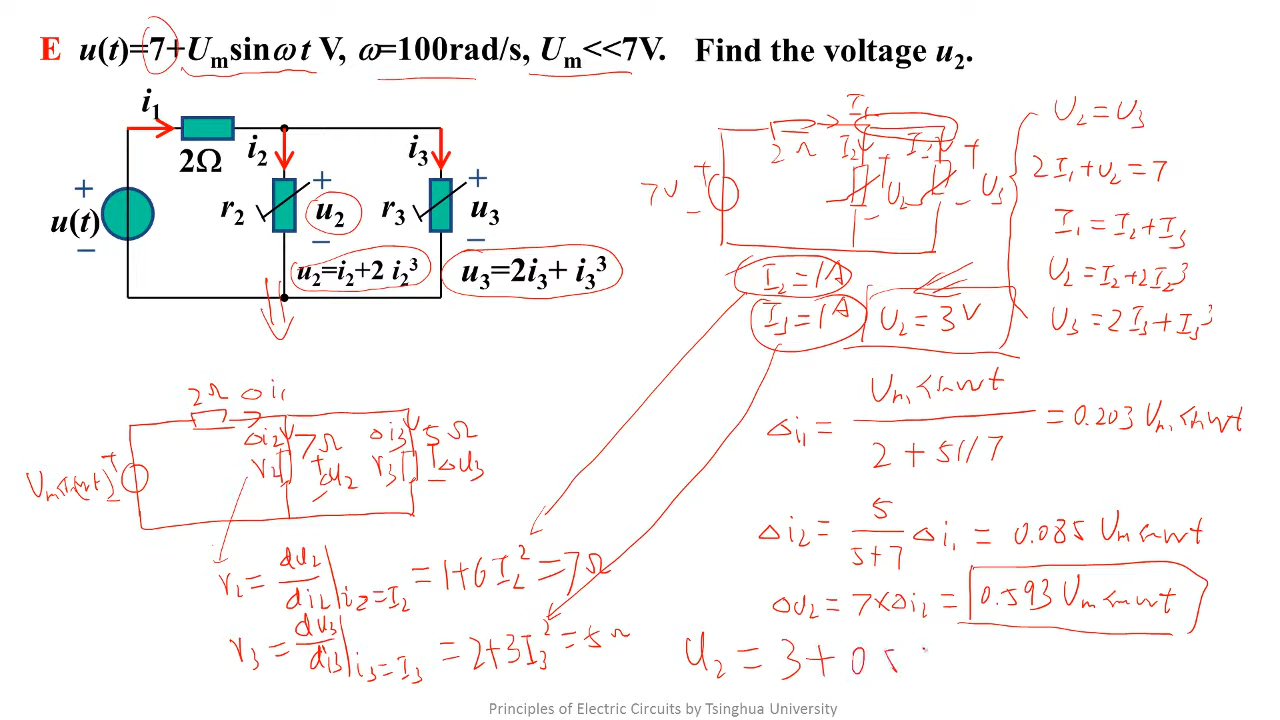 E u(t)=7+Uₘsinω t V, ω=100rad/s, Uₘ<<7V. Find the voltage u₂.
i₁
2Ω
i₂
i₃
+
u(t)
−
r₂
+
u₂
−
r₃
+
u₃
−
u₂=i₂+2 i₂³
u₃=2i₃+ i₃³
7V
+
-
2Ω
I₁
I₂
+
U₂
-
I₃
+
U₃
-
U₂=U₃
2I₁+U₂=7
I₁=I₂+I₃
U₂=I₂+2I₂³
U₃=2I₃+I₃³
I₂=1A
I₃=1A
U₂=3V
2Ω Δi₁
Uₘsinωt
+
-
Δi₂ 7Ω
r₂
+
Δu₂
-
Δi₃ 5Ω
r₃
+
Δu₃
-
r₂ = du₂/di₂ | i₂=I₂ = 1+6I₂² = 7Ω
r₃ = du₃/di₃ | i₃=I₃ = 2+3I₃² = 5Ω
Δi₁ = Uₘsinωt / 2+5//7 = 0.203 Uₘsinωt
Δi₂ = 5/5+7 Δi₁ = 0.085 Uₘsinωt
Δu₂ = 7×Δi₂ = 0.593 Uₘsinωt
u₂ = 3+0
Principles of Electric Circuits by Tsinghua University